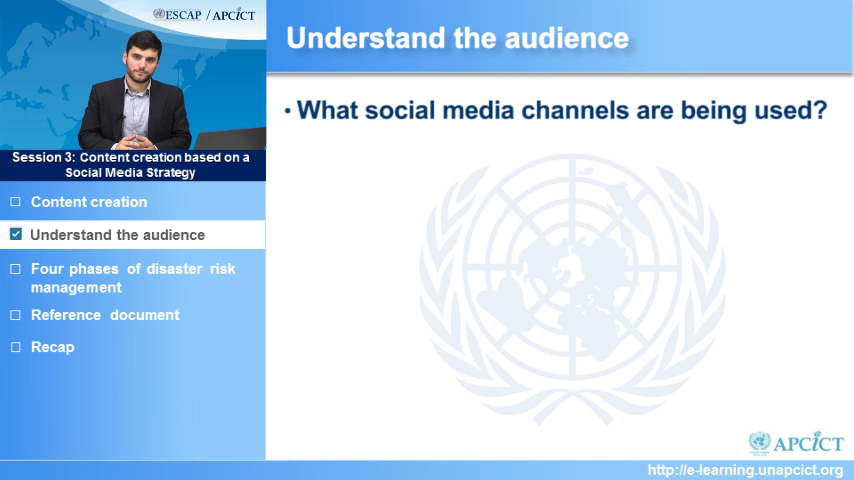 ESCAP / APCICT
Understand the audience
• What social media channels are being used?
Session 3: Content creation based on a
Social Media Strategy
Content creation
Understand the audience
Four phases of disaster risk
management
Reference document
Recap
APCICT
http://e-learning.unapcict.org